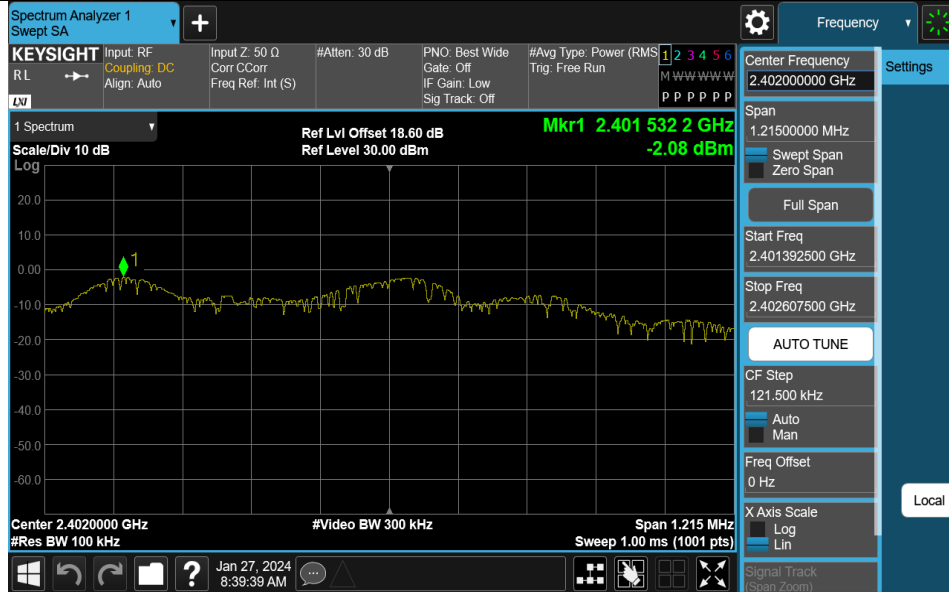 Spectrum Analyzer 1
Swept SA
+
Frequency
KEYSIGHT
RL
LXI
Input: RF
Coupling: DC
Align: Auto
Input Z: 50 Ω
Corr CCorr
Freq Ref: Int (S)
#Atten: 30 dB
PNO: Best Wide
Gate: Off
IF Gain: Low
Sig Track: Off
#Avg Type: Power (RMS
Trig: Free Run
1 2 3 4 5 6
M W W W W W
P P P P P P
Center Frequency
2.402000000 GHz
Settings
Span
1.21500000 MHz
Swept Span
Zero Span
Full Span
Start Freq
2.401392500 GHz
Stop Freq
2.402607500 GHz
AUTO TUNE
CF Step
121.500 kHz
Auto
Man
Freq Offset
0 Hz
X Axis Scale
Log
Lin
Signal Track
(Span Zoom)
Local
1 Spectrum
Scale/Div 10 dB
Log
Ref Lvl Offset 18.60 dB
Ref Level 30.00 dBm
Mkr1 2.401 532 2 GHz
-2.08 dBm
20.0
10.0
0.00
-10.0
-20.0
-30.0
-40.0
-50.0
-60.0
1
Center 2.4020000 GHz
#Res BW 100 kHz
#Video BW 300 kHz
Span 1.215 MHz
Sweep 1.00 ms (1001 pts)
?
Jan 27, 2024
8:39:39 AM